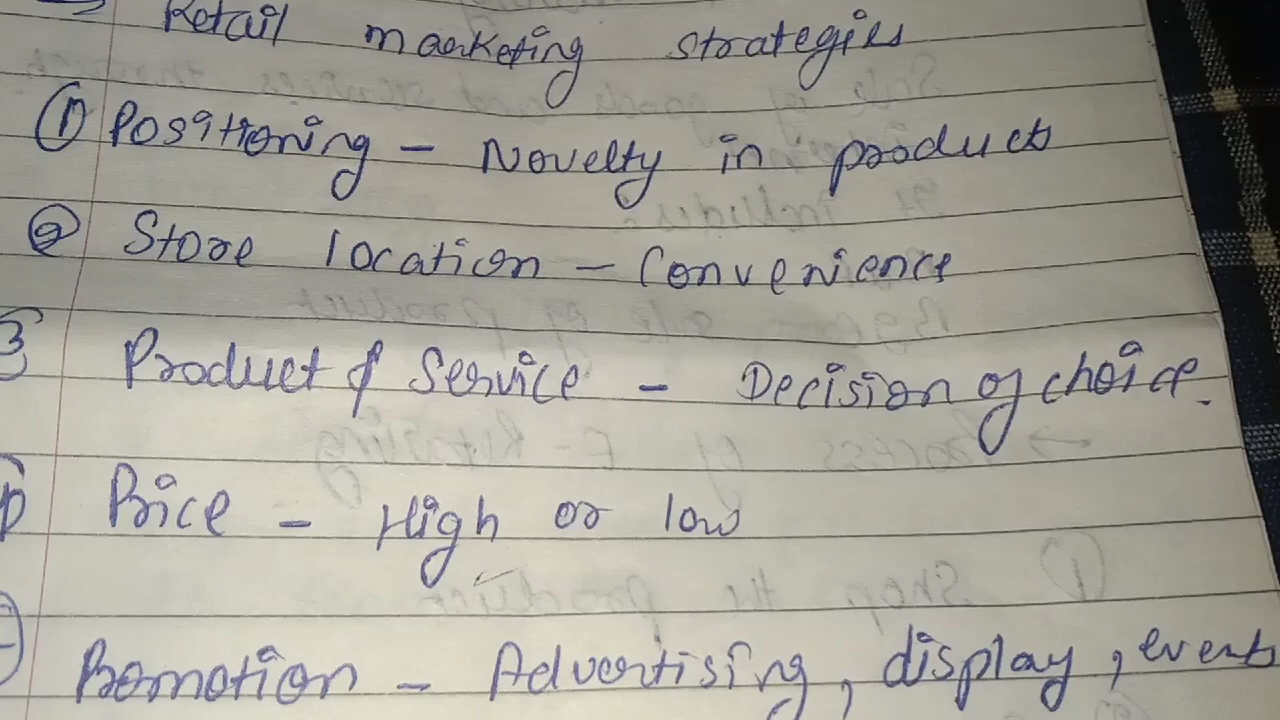 Retail marketing strategies
① Positioning - Novelty in products
② Store location - Convenience
3 Product & Service - Decision of choice.
Price - High or low
Promotion - Advertising, display, events